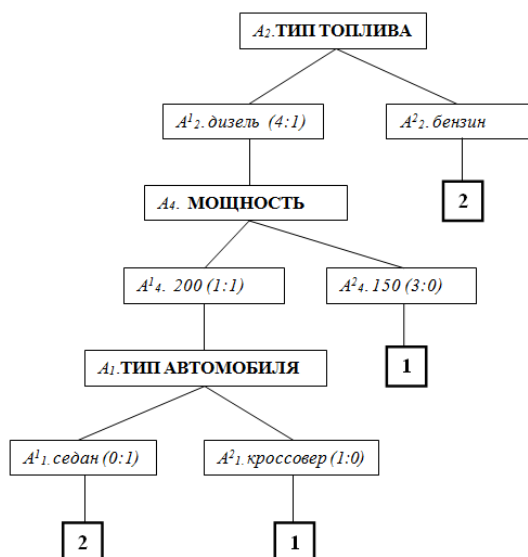 A₂.ТИП ТОПЛИВА
A¹₂. дизель (4:1)
A²₂. бензин
2
A₄. МОЩНОСТЬ
A¹₄. 200 (1:1)
A²₄. 150 (3:0)
1
A₁.ТИП АВТОМОБИЛЯ
A¹₁.седан (0:1)
A²₁.кроссовер (1:0)
2
1